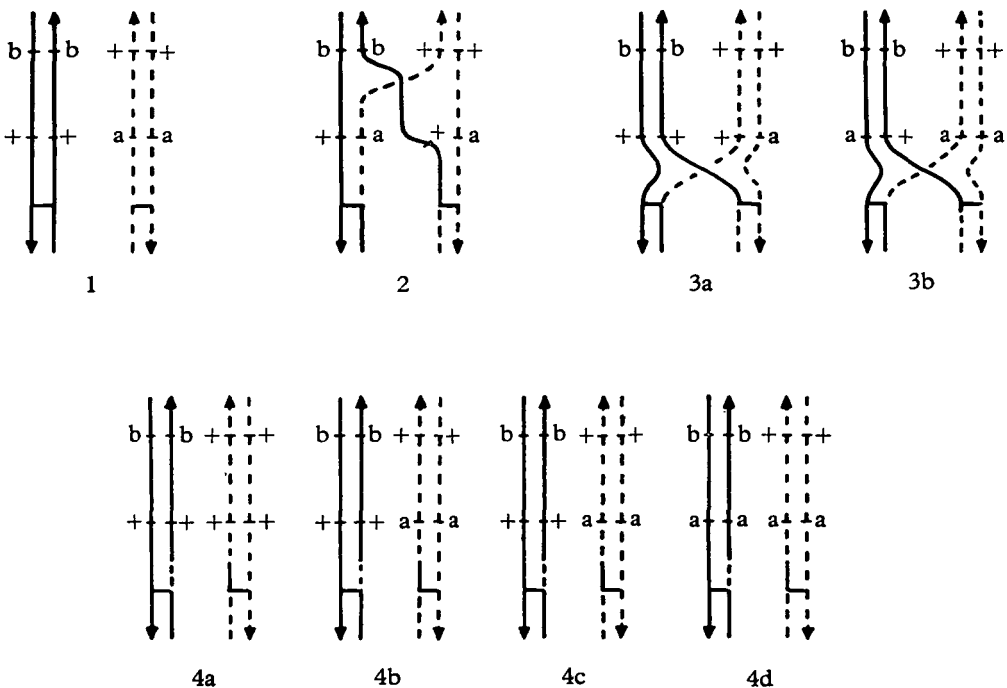 b b + +
+ + a a
1
b b + +
+ a + a
2
b b + +
+ + + a
3a
b b + +
a + a a
3b
b b + +
+ + + +
4a
b b + +
+ + a a
4b
b b + +
+ + a a
4c
b b + +
a a a a
4d